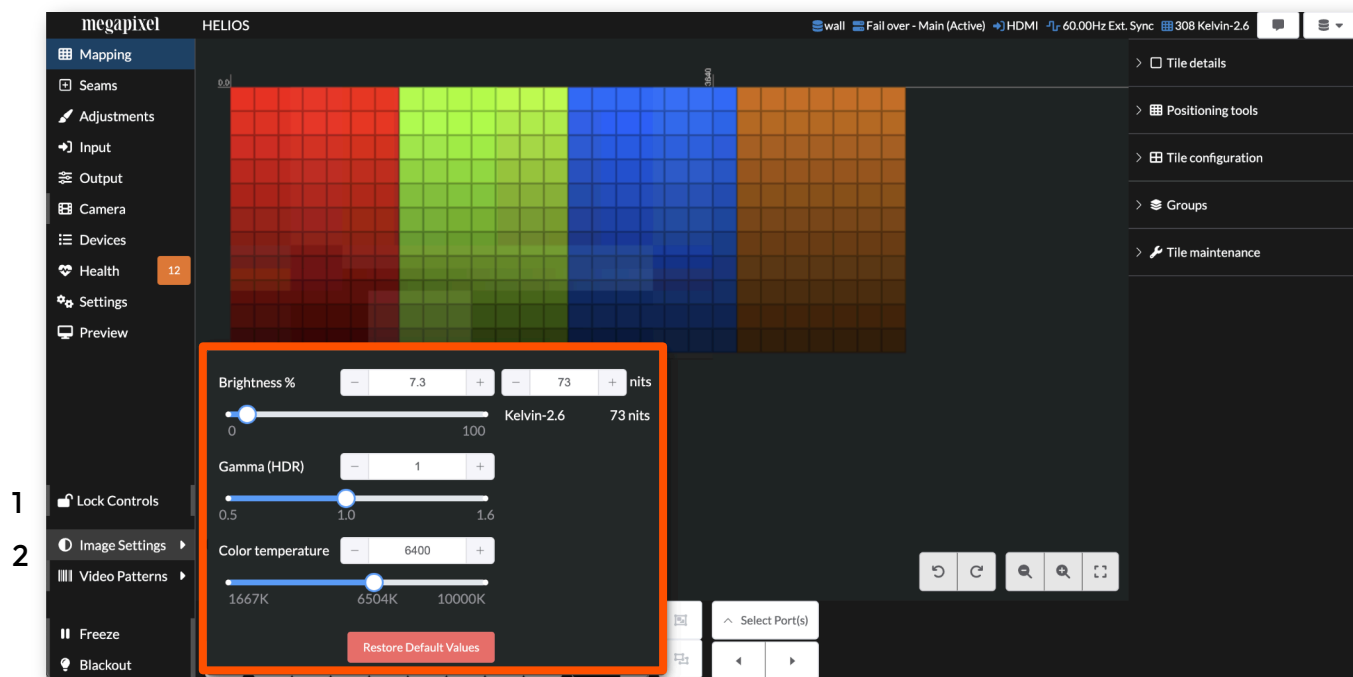 megapixel
HELIOS
wall Fail over - Main (Active) HDMI 60.00Hz Ext. Sync 308 Kelvin-2.6
Mapping
Seams
Adjustments
Input
Output
Camera
Devices
Health 12
Settings
Preview
1 Lock Controls
2 Image Settings
Video Patterns
Freeze
Blackout
0.0
3640
Brightness % − 7.3 + − 73 + nits
Kelvin-2.6 73 nits
0 100
Gamma (HDR) − 1 +
0.5 1.0 1.6
Color temperature − 6400 +
1667K 6504K 10000K
Restore Default Values
Select Port(s)
Tile details
Positioning tools
Tile configuration
Groups
Tile maintenance